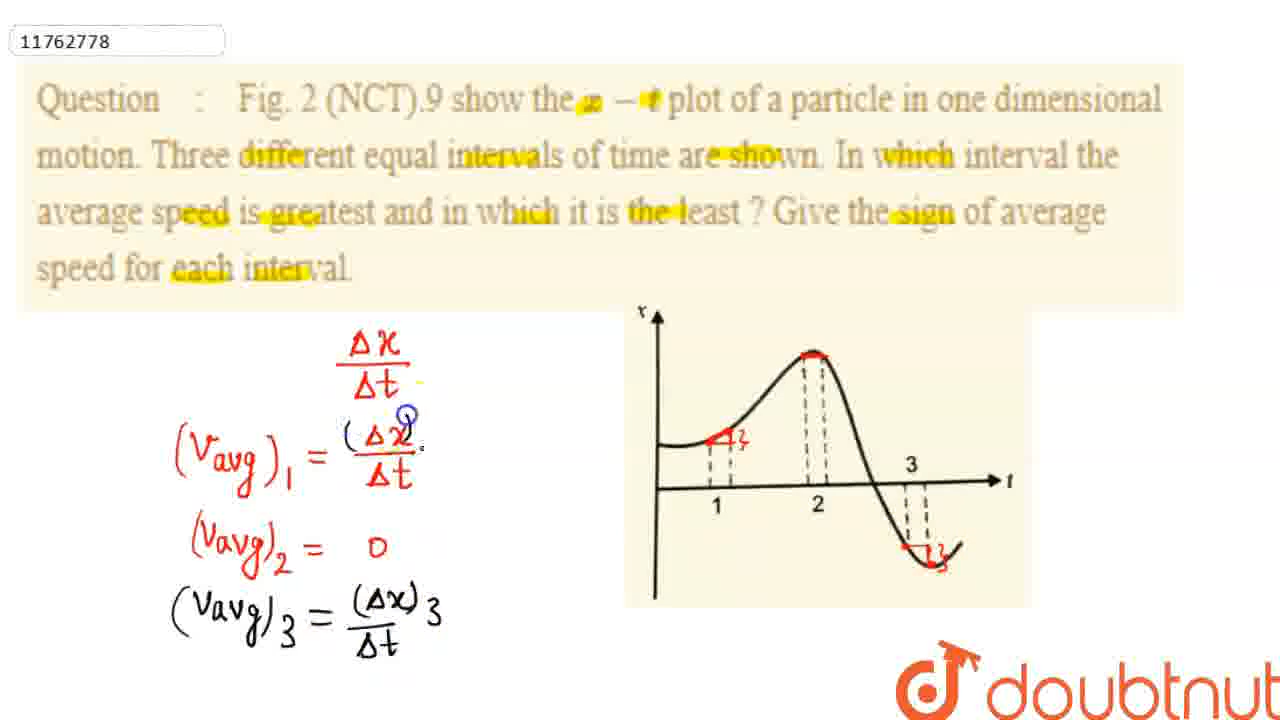 11762778
Question : Fig. 2 (NCT).9 show the x – t plot of a particle in one dimensional
motion. Three different equal intervals of time are shown. In which interval the
average speed is greatest and in which it is the least ? Give the sign of average
speed for each interval.
Δx
Δt
(Vavg)₁ = (Δx)
Δt
(Vavg)₂ = 0
(Vavg)₃ = (Δx)₃
Δt
x
3
1
2
t
doubtnut